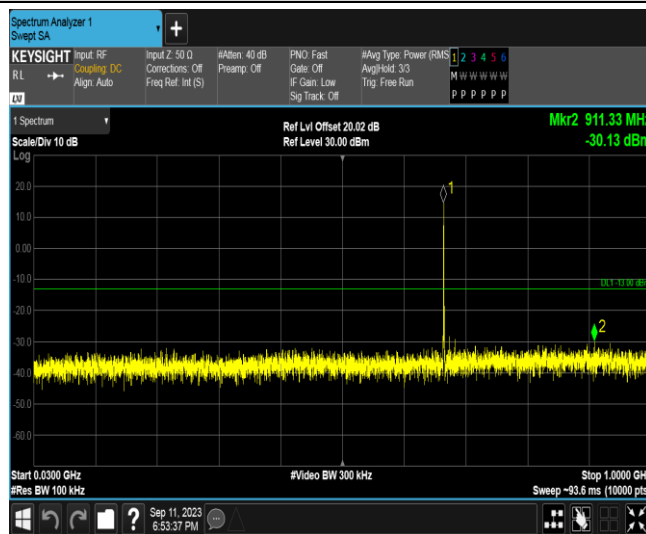 Spectrum Analyzer 1
Swept SA
+
KEYSIGHT
RL
LXI
Input: RF
Coupling: DC
Align: Auto
Input Z: 50 Ω
Corrections: Off
Freq Ref: Int (S)
#Atten: 40 dB
Preamp: Off
PNO: Fast
Gate: Off
IF Gain: Low
Sig Track: Off
#Avg Type: Power (RMS
Avg|Hold: 3/3
Trig: Free Run
1 2 3 4 5 6
M W W W W W
P P P P P P
1 Spectrum
Scale/Div 10 dB
Log
Ref Lvl Offset 20.02 dB
Ref Level 30.00 dBm
Mkr2 911.33 MHz
-30.13 dBm
20.0
10.0
0.00
-10.0
-20.0
-30.0
-40.0
-50.0
-60.0
1
DL1 -13.00 dBm
2
Start 0.0300 GHz
#Res BW 100 kHz
#Video BW 300 kHz
Stop 1.0000 GH
Sweep ~93.6 ms (10000 pts
?
Sep 11, 2023
6:53:37 PM